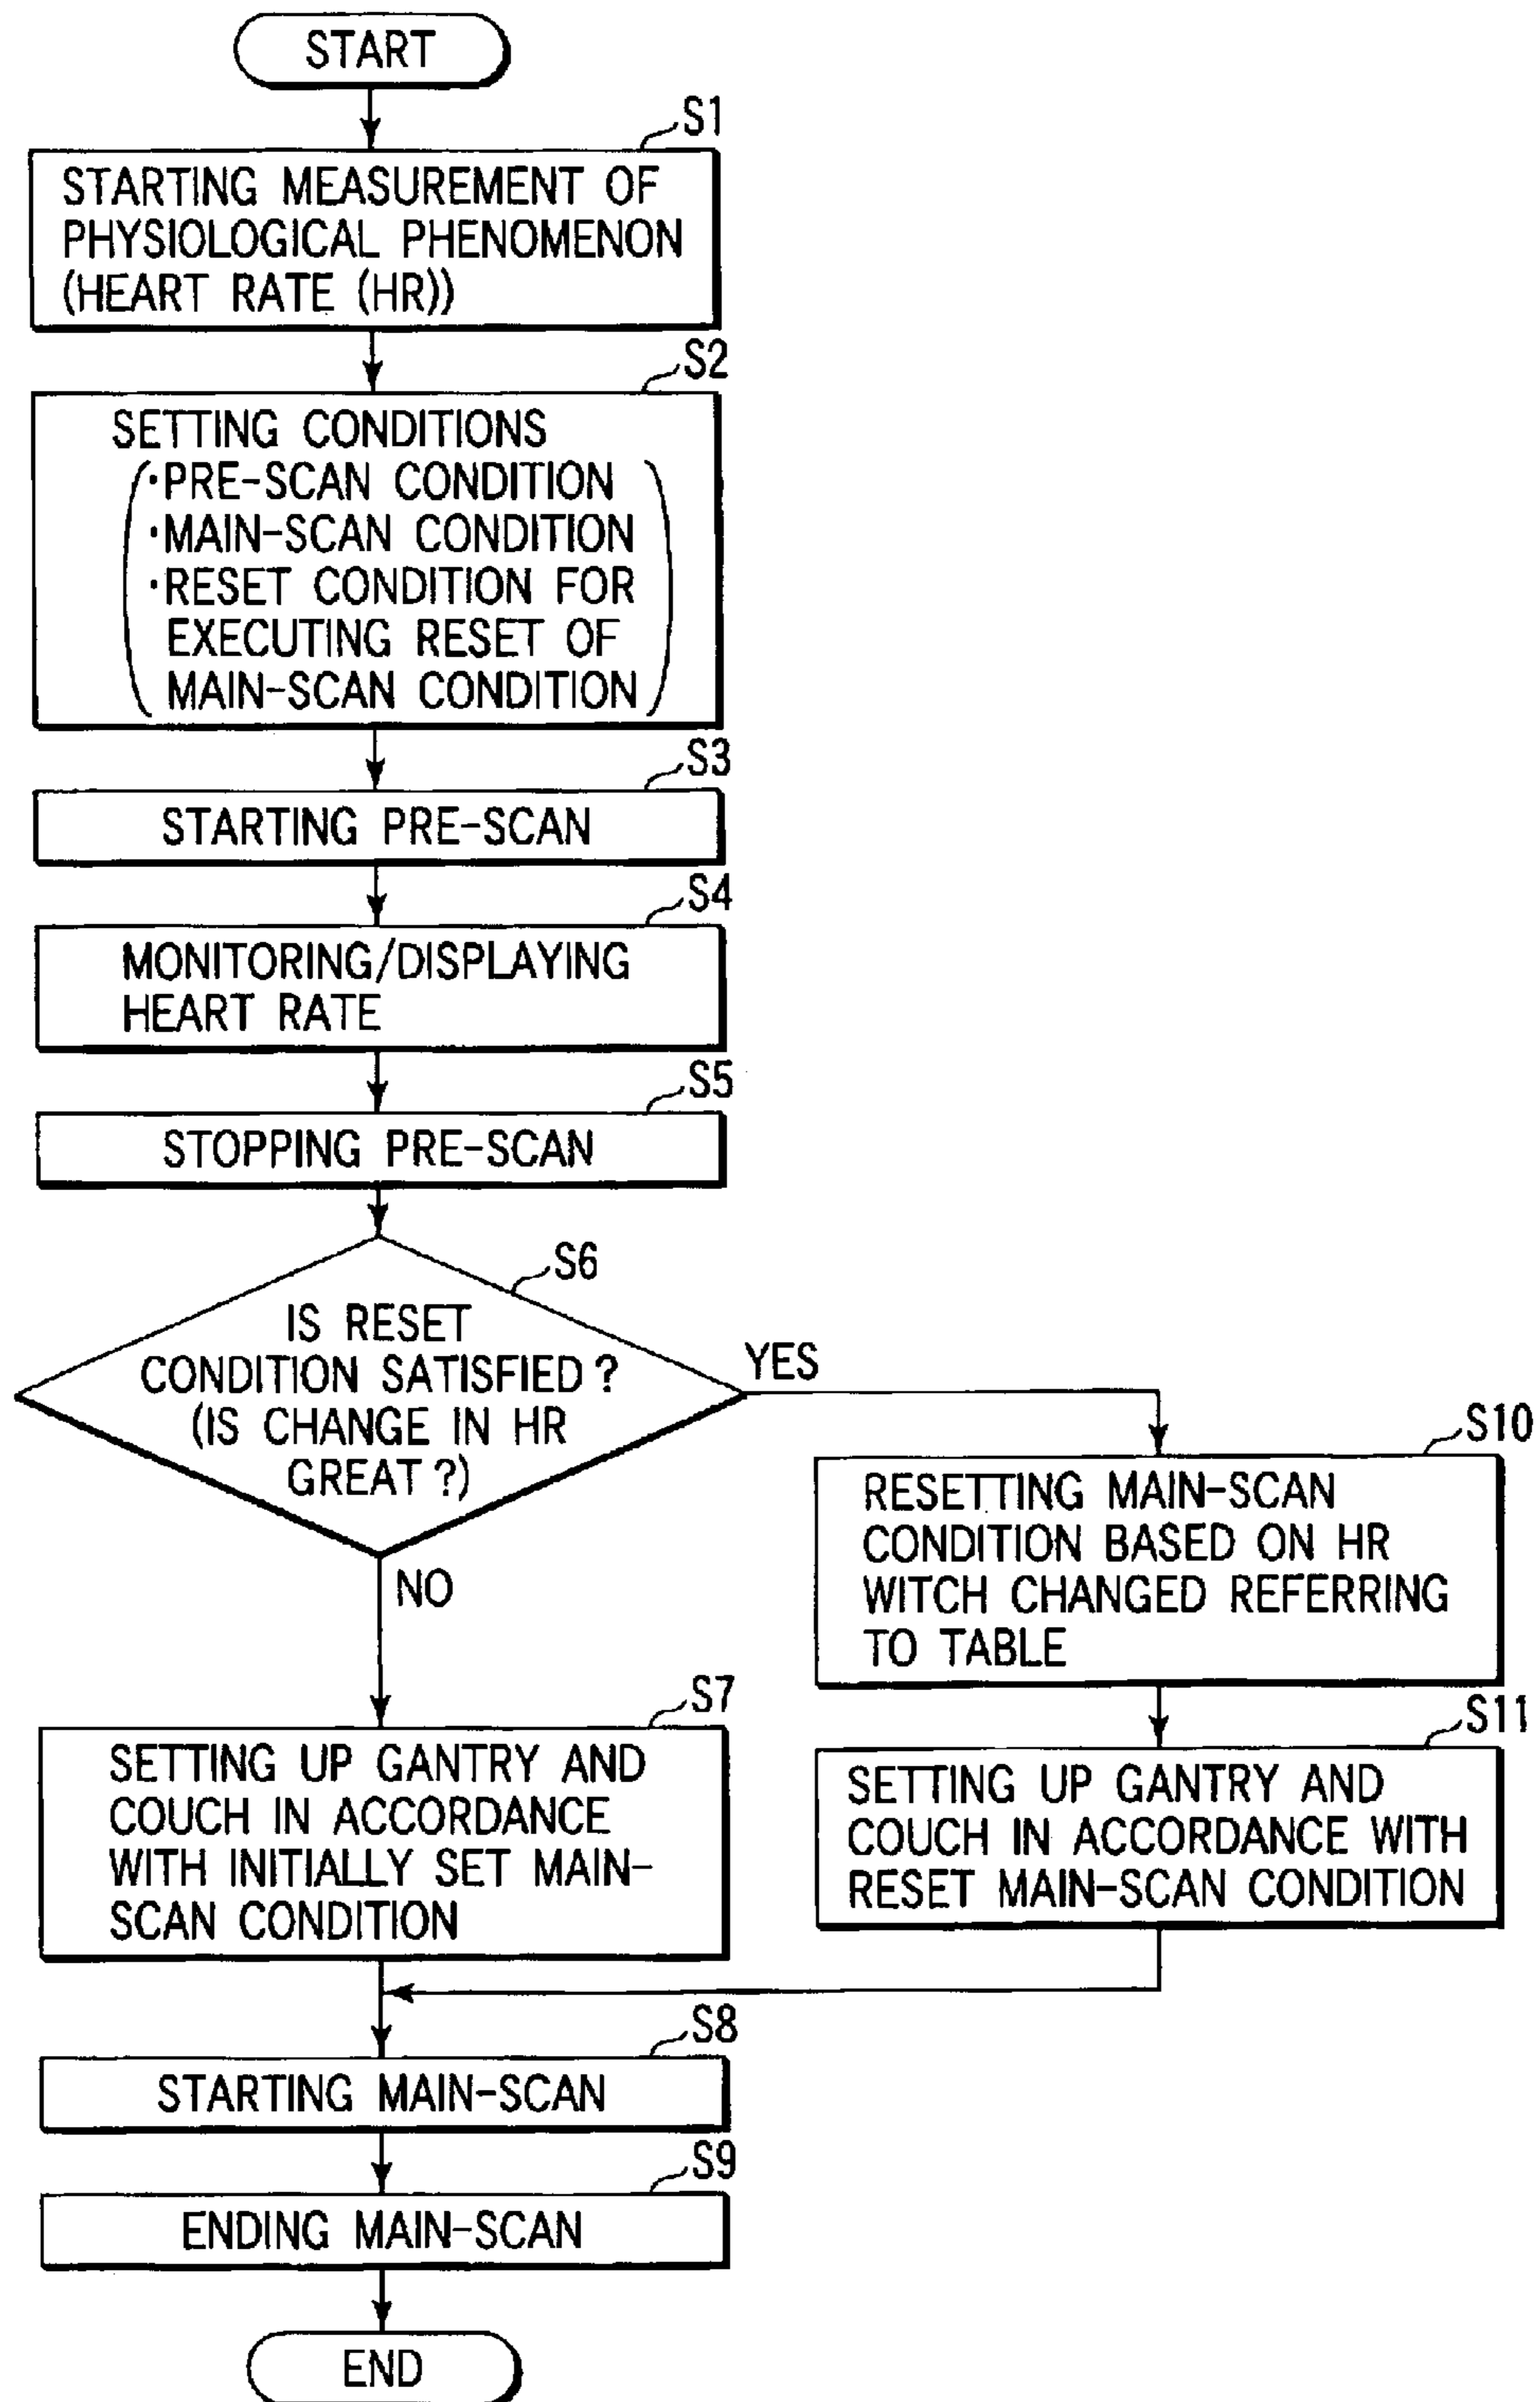 START
S1
STARTING MEASUREMENT OF
PHYSIOLOGICAL PHENOMENON
(HEART RATE (HR))
S2
SETTING CONDITIONS
·PRE-SCAN CONDITION
·MAIN-SCAN CONDITION
·RESET CONDITION FOR
EXECUTING RESET OF
MAIN-SCAN CONDITION
S3
STARTING PRE-SCAN
S4
MONITORING/DISPLAYING
HEART RATE
S5
STOPPING PRE-SCAN
S6
IS RESET
CONDITION SATISFIED ?
(IS CHANGE IN HR
GREAT ?)
YES
NO
S10
RESETTING MAIN-SCAN
CONDITION BASED ON HR
WITCH CHANGED REFERRING
TO TABLE
S7
SETTING UP GANTRY AND
COUCH IN ACCORDANCE
WITH INITIALLY SET MAIN-
SCAN CONDITION
S11
SETTING UP GANTRY AND
COUCH IN ACCORDANCE WITH
RESET MAIN-SCAN CONDITION
S8
STARTING MAIN-SCAN
S9
ENDING MAIN-SCAN
END